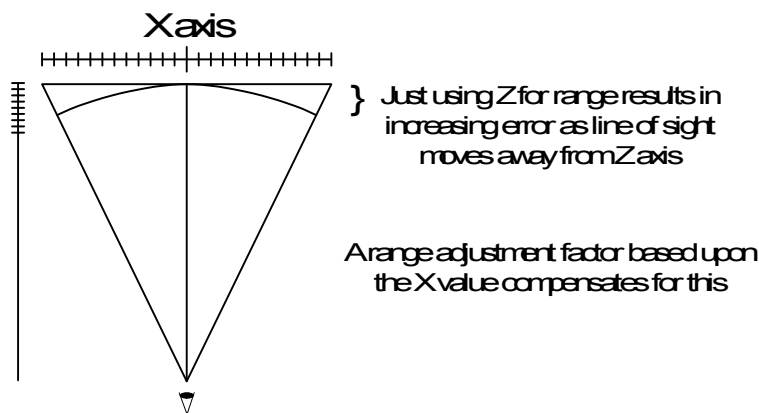 X axis
} Just using Z for range results in
increasing error as line of sight
moves away from Z axis
A range adjustment factor based upon
the X value compensates for this